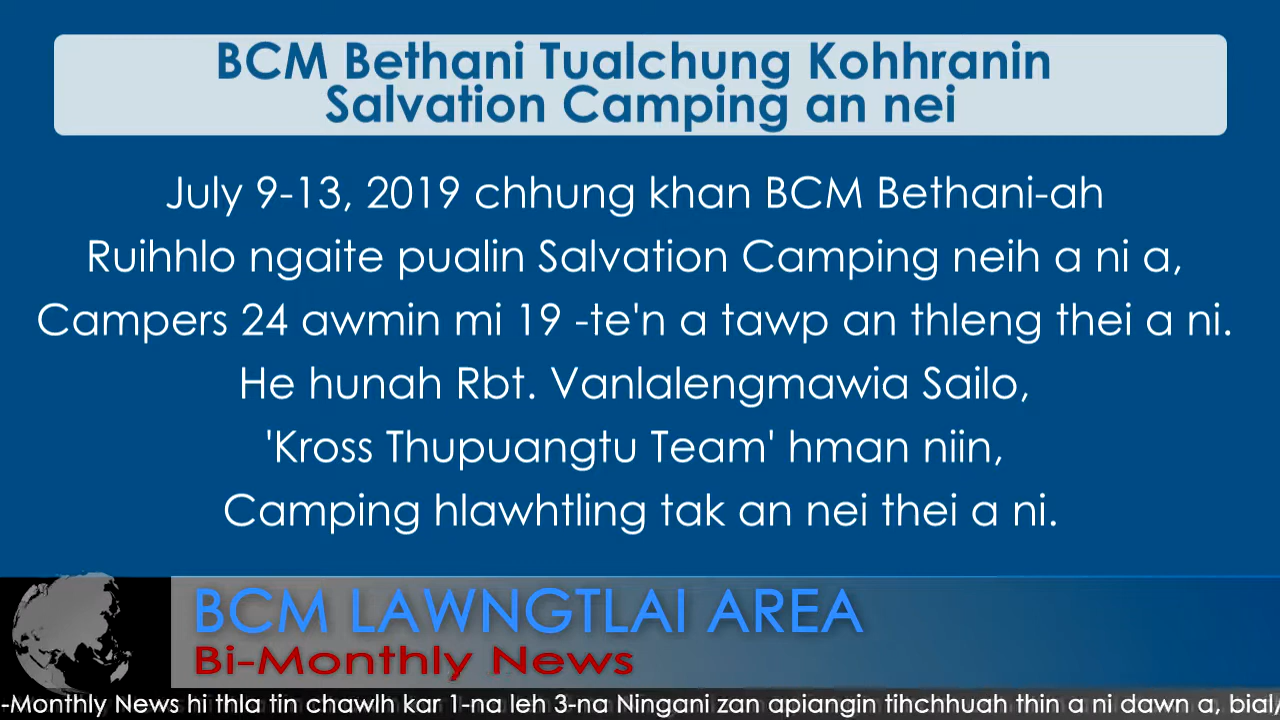 BCM Bethani Tualchung Kohhranin
Salvation Camping an nei
July 9-13, 2019 chhung khan BCM Bethani-ah
Ruihhlo ngaite pualin Salvation Camping neih a ni a,
Campers 24 awmin mi 19 -te'n a tawp an thleng thei a ni.
He hunah Rbt. Vanlalengmawia Sailo,
'Kross Thupuangtu Team' hman niin,
Camping hlawhtling tak an nei thei a ni.
BCM LAWNGTLAI AREA
Bi-Monthly News
-Monthly News hi thla tin chawlh kar 1-na leh 3-na Ningani zan apiangin tihchhuah thin a ni dawn a, bial,